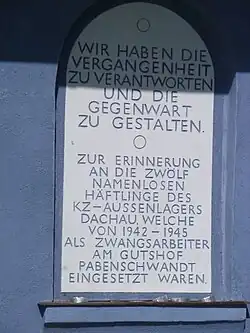 WIR HABEN DIE
VERGANGENHEIT
ZU VERANTWORTEN
UND DIE
GEGENWART
ZU GESTALTEN.
ZUR ERINNERUNG
AN DIE ZWÖLF
NAMENLOSEN
HÄFTLINGE DES
KZ-AUSSENLAGERS
DACHAU, WELCHE
VON 1942-1945
ALS ZWANGSARBEITER
AM GUTSHOF
PABENSCHWANDT
EINGESETZT WAREN.